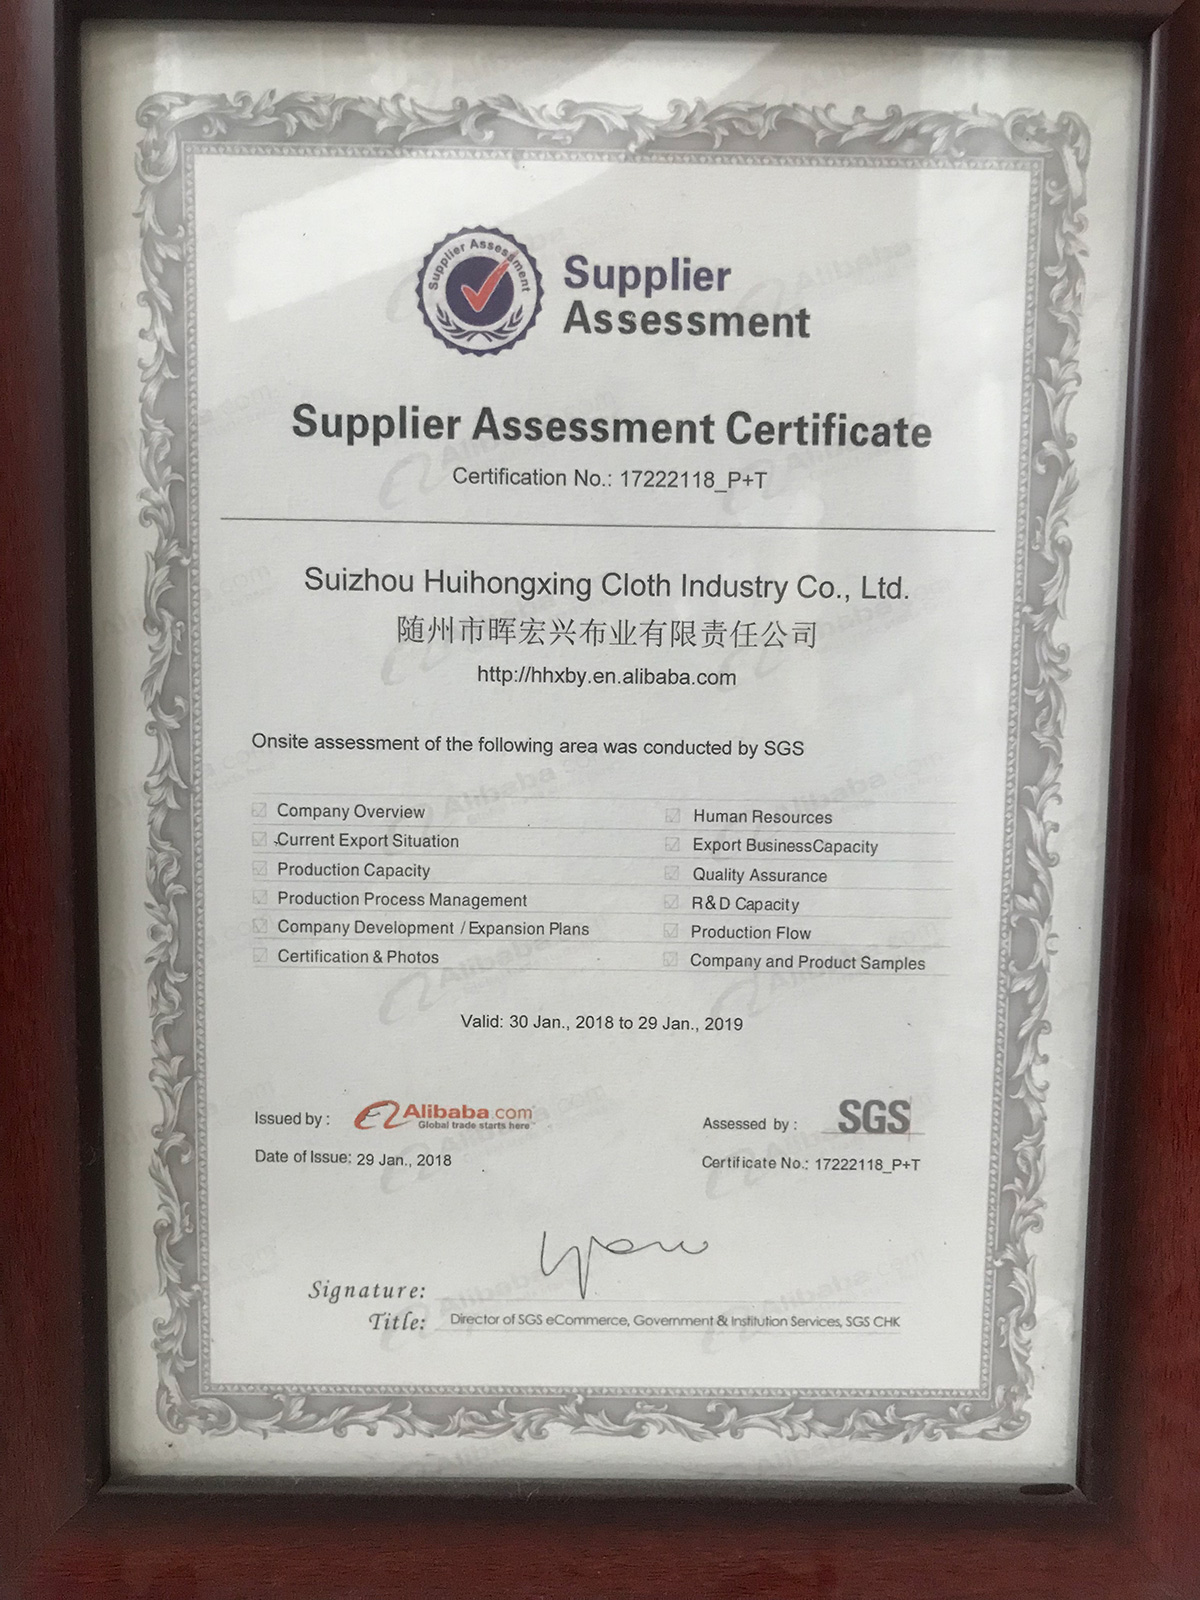 Supplier Assessment
Supplier
Assessment
Supplier Assessment Certificate
Certification No.: 17222118_P+T
Suizhou Huihongxing Cloth Industry Co., Ltd.
随州市晖宏兴布业有限责任公司
http://hhxby.en.alibaba.com
Onsite assessment of the following area was conducted by SGS
Company Overview
Current Export Situation
Production Capacity
Production Process Management
Company Development / Expansion Plans
Certification & Photos
Human Resources
Export BusinessCapacity
Quality Assurance
R&D Capacity
Production Flow
Company and Product Samples
Valid: 30 Jan., 2018 to 29 Jan., 2019
Issued by : Alibaba.com
Global trade starts here™
Date of Issue: 29 Jan., 2018
Assessed by : SGS
Certificate No.: 17222118_P+T
Signature:
Title: Director of SGS eCommerce, Government & Institution Services, SGS CHK